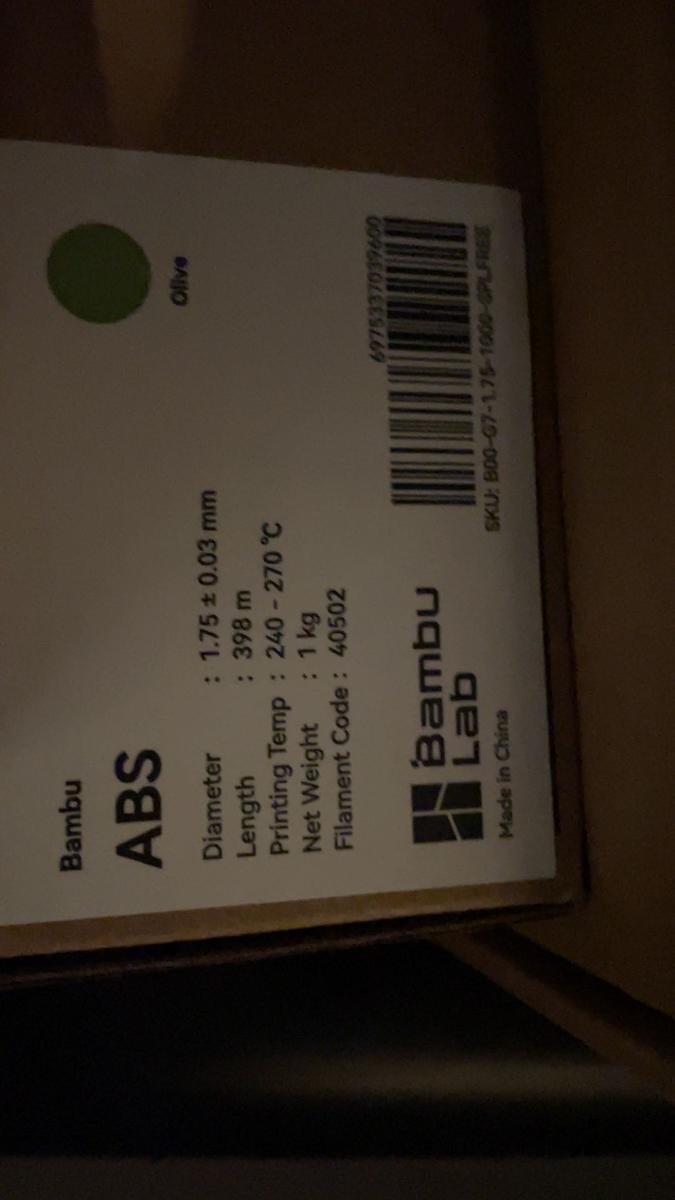 Bambu
ABS
Olive
Diameter : 1.75 ± 0.03 mm
Length : 398 m
Printing Temp : 240 - 270 °C
Net Weight : 1 kg
Filament Code : 40502
Bambu
Lab
Made in China
6975337039600
SKU: B00-G7-1.75-1000-SPLFREE